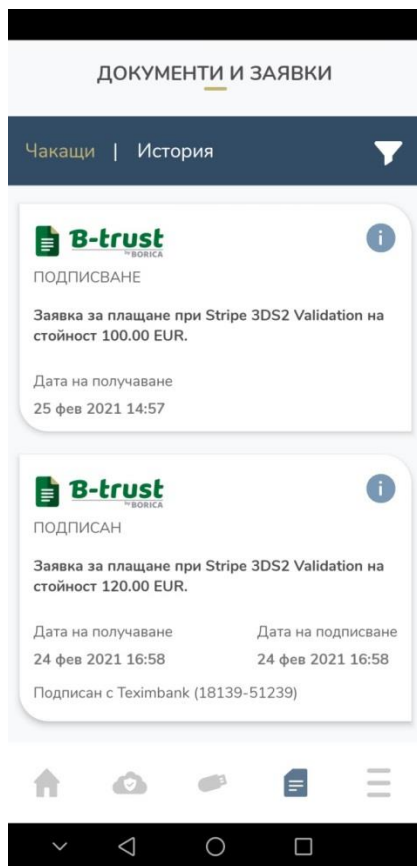 ДОКУМЕНТИ И ЗАЯВКИ
Чакащи | История
B-trust
by BORICA
ПОДПИСВАНЕ
Заявка за плащане при Stripe 3DS2 Validation на
стойност 100.00 EUR.
Дата на получаване
25 фев 2021 14:57
B-trust
by BORICA
ПОДПИСАН
Заявка за плащане при Stripe 3DS2 Validation на
стойност 120.00 EUR.
Дата на получаване Дата на подписване
24 фев 2021 16:58 24 фев 2021 16:58
Подписан с Teximbank (18139-51239)